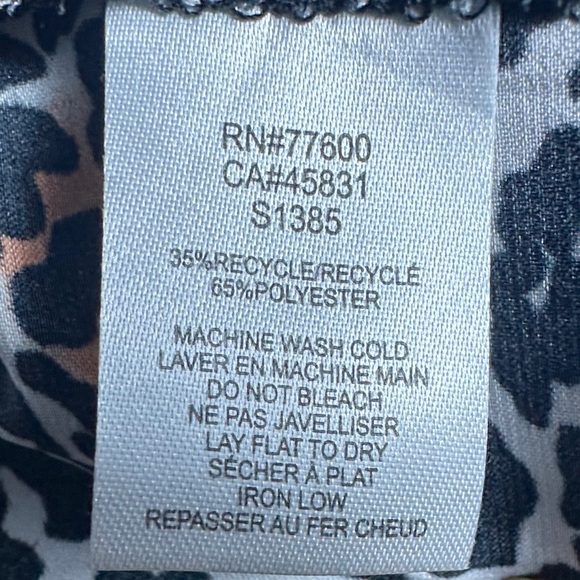 RN#77600
CA#45831
S1385
35%RECYCLE/RECYCLÉ
65%POLYESTER
MACHINE WASH COLD
LAVER EN MACHINE MAIN
DO NOT BLEACH
NE PAS JAVELLISER
LAY FLAT TO DRY
SÉCHER À PLAT
IRON LOW
REPASSER AU FER CHEUD